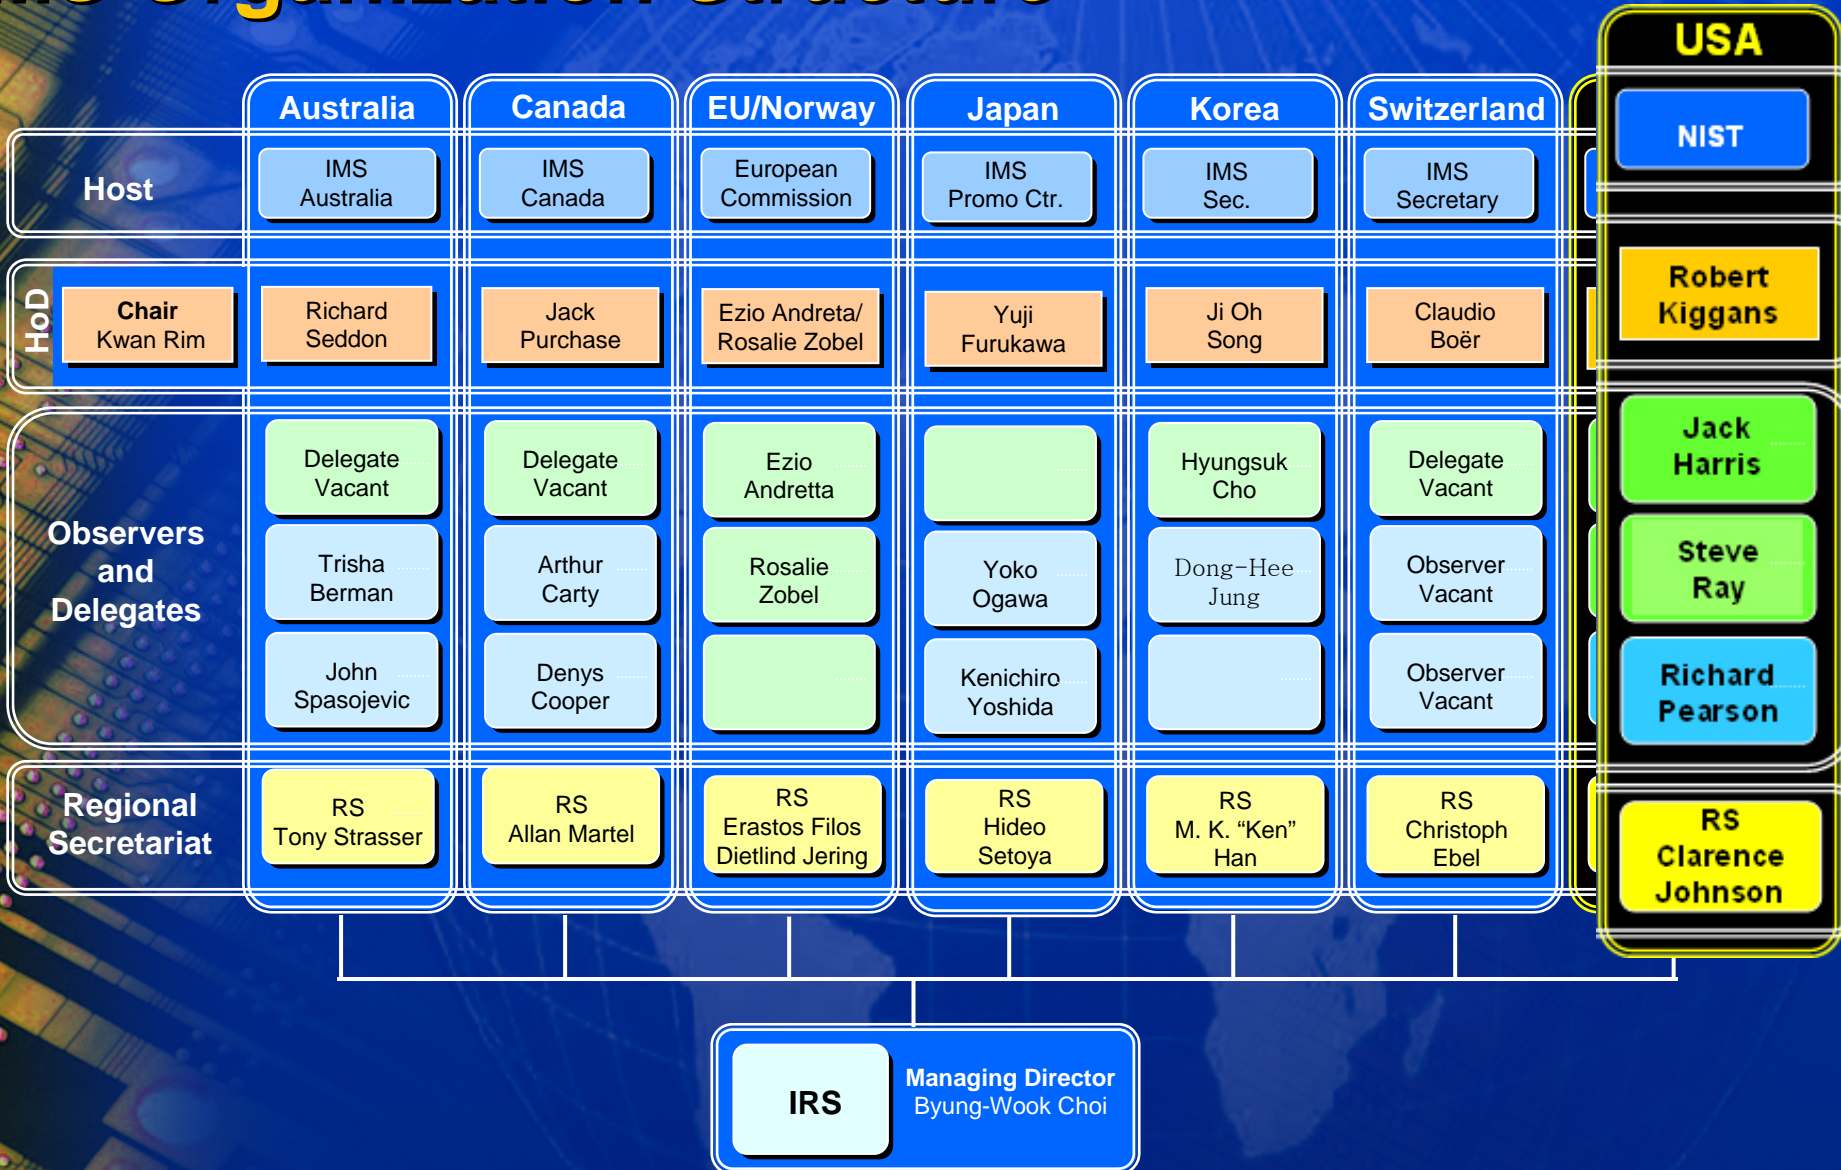 IMS Organization Structure
USA
Australia
Canada
EU/Norway
Japan
Korea
Switzerland
Host
IMS
Australia
IMS
Canada
European
Commission
IMS
Promo Ctr.
IMS
Sec.
IMS
Secretary
NIST
HoD
Chair
Kwan Rim
Richard
Seddon
Jack
Purchase
Ezio Andreta/
Rosalie Zobel
Yuji
Furukawa
Ji Oh
Song
Claudio
Boër
Robert
Kiggans
Observers
and
Delegates
Delegate
Vacant
Delegate
Vacant
Ezio
Andretta
Hyungsuk
Cho
Delegate
Vacant
Jack
Harris
Trisha
Berman
Arthur
Carty
Rosalie
Zobel
Yoko
Ogawa
Dong-Hee
Jung
Observer
Vacant
Steve
Ray
John
Spasojevic
Denys
Cooper
Kenichiro
Yoshida
Observer
Vacant
Richard
Pearson
Regional
Secretariat
RS
Tony Strasser
RS
Allan Martel
RS
Erastos Filos
Dietlind Jering
RS
Hideo
Setoya
RS
M. K. “Ken”
Han
RS
Christoph
Ebel
RS
Clarence
Johnson
IRS
Managing Director
Byung-Wook Choi